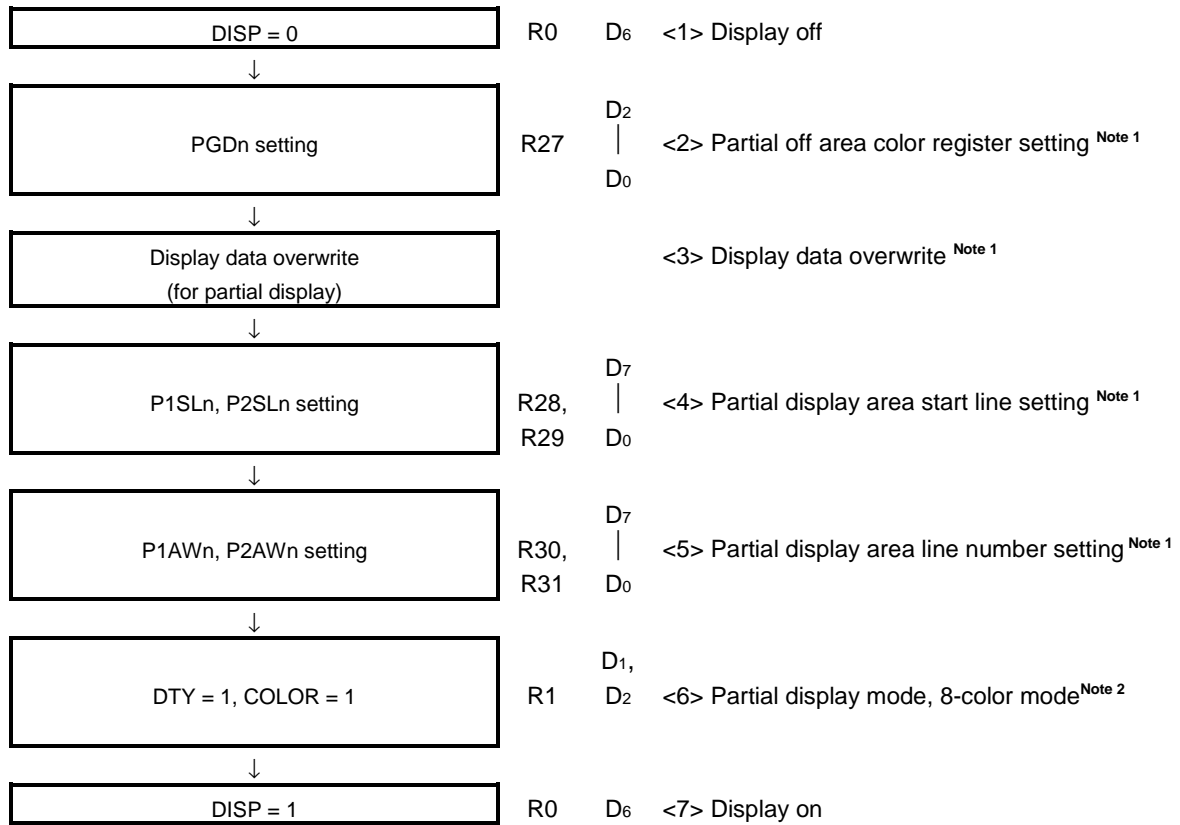 DISP = 0 R0 D6 <1> Display off
↓
D2
PGDn setting R27 | <2> Partial off area color register setting Note 1
D0
↓
Display data overwrite <3> Display data overwrite Note 1
(for partial display)
↓
D7
P1SLn, P2SLn setting R28, | <4> Partial display area start line setting Note 1
R29 D0
↓
D7
P1AWn, P2AWn setting R30, | <5> Partial display area line number setting Note 1
R31 D0
↓
D1,
DTY = 1, COLOR = 1 R1 D2 <6> Partial display mode, 8-color mode Note 2
↓
DISP = 1 R0 D6 <7> Display on